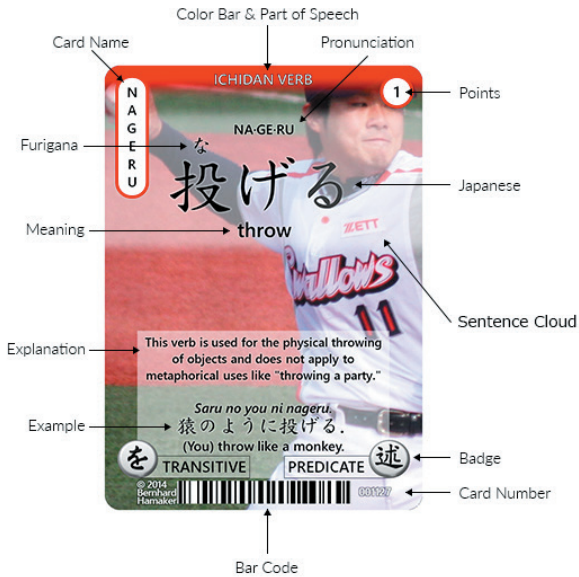 Color Bar & Part of Speech
Card Name
Pronunciation
ICHIDAN VERB
NAGERU
1
Points
NA·GE·RU
Furigana
な
投げる
Japanese
Meaning
throw
ZETT
Swallows
11
Sentence Cloud
Explanation
This verb is used for the physical throwing
of objects and does not apply to
metaphorical uses like "throwing a party."
Saru no you ni nageru.
Example
猿のように投げる.
(You) throw like a monkey.
を
TRANSITIVE
PREDICATE
述
Badge
© 2014
Bernhard
Hamaker
001127
Card Number
Bar Code